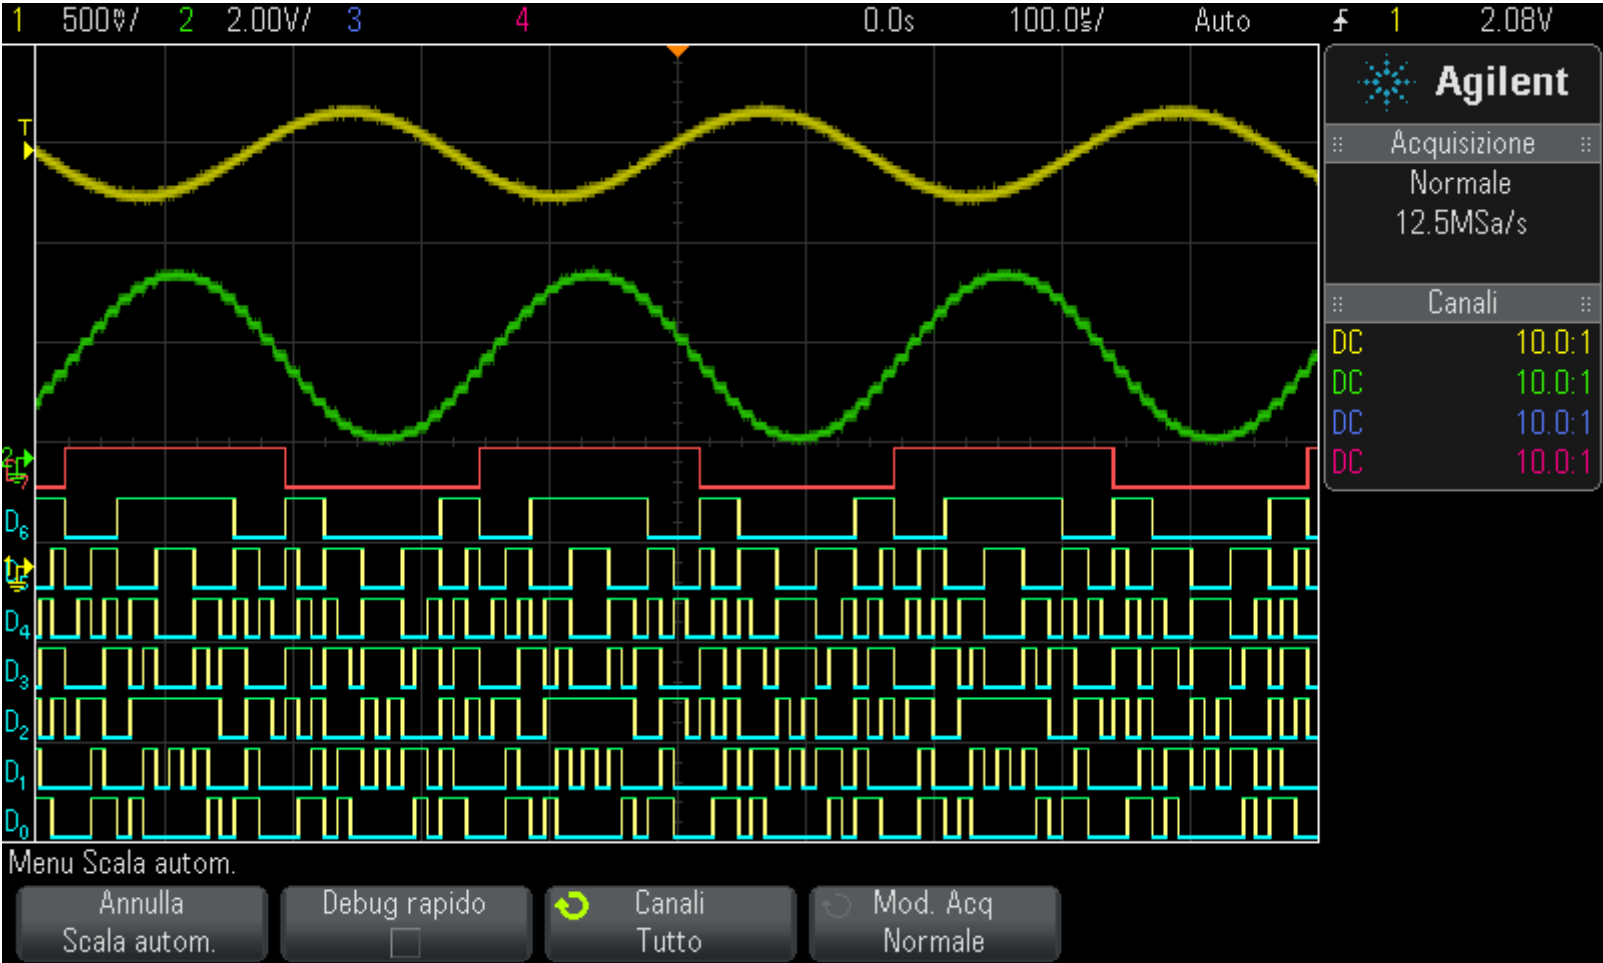 1 500mV/ 2 2.00V/ 3 4 0.0s 100.0µs/ Auto 1 2.08V
Agilent
Acquisizione
Normale
12.5MSa/s
Canali
DC 10.0:1
DC 10.0:1
DC 10.0:1
DC 10.0:1
T
2
D6
1
D4
D3
D2
D1
D0
Menu Scala autom.
Annulla
Scala autom.
Debug rapido
Canali
Tutto
Mod. Acq
Normale